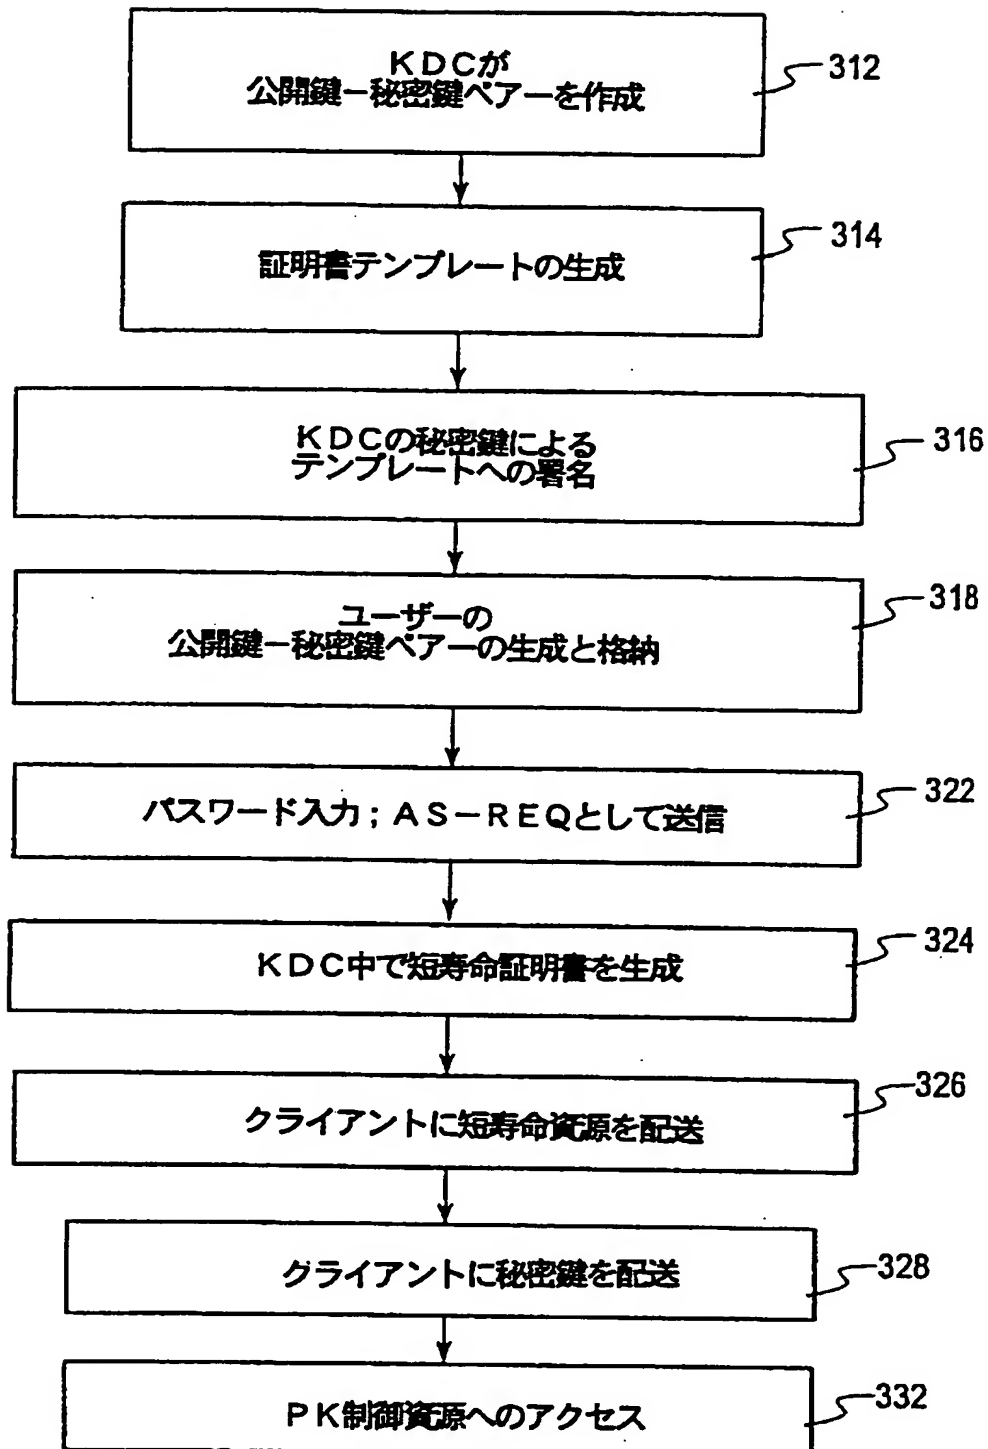 KDCが
公開鍵ー秘密鍵ペアーを作成
312
証明書テンプレートの生成
314
KDCの秘密鍵による
テンプレートへの署名
316
ユーザーの
公開鍵ー秘密鍵ペアーの生成と格納
318
パスワード入力；AS－REQとして送信
322
KDC中で短寿命証明書を生成
324
クライアントに短寿命資源を配送
326
グライアントに秘密鍵を配送
328
PK制御資源へのアクセス
332